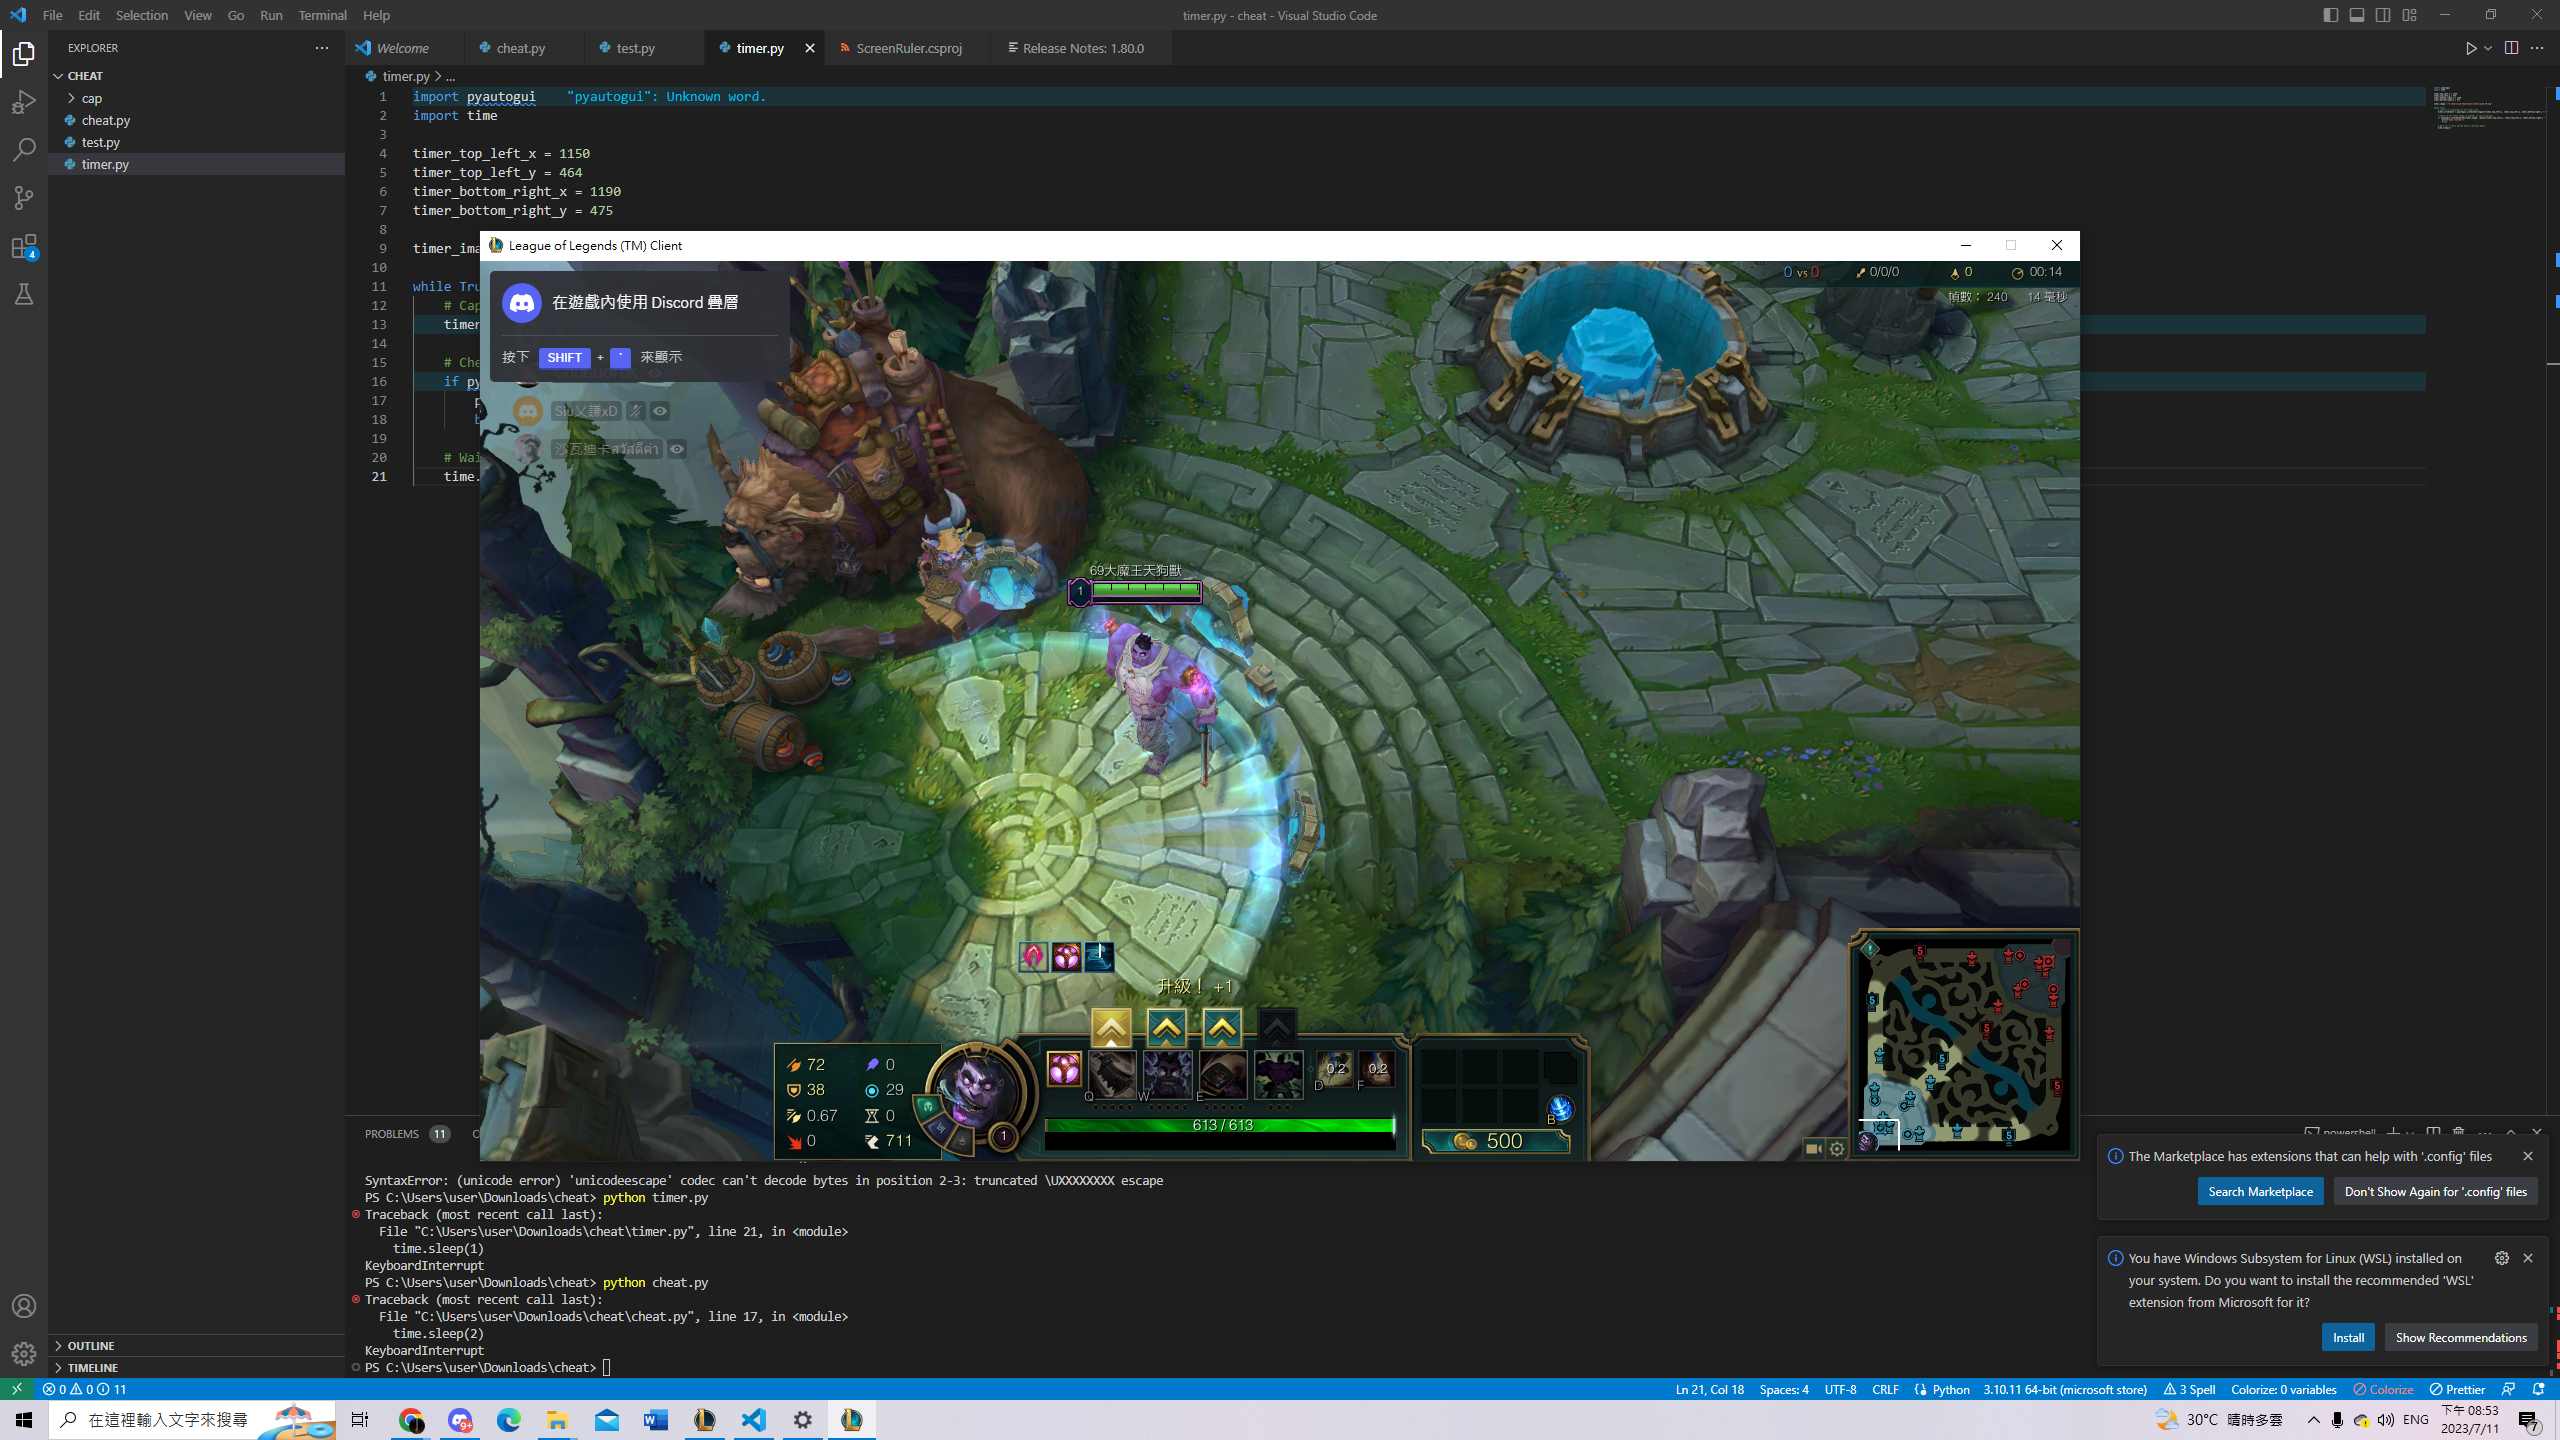 File Edit Selection View Go Run Terminal Help
timer.py - cheat - Visual Studio Code
EXPLORER
Welcome
cheat.py
test.py
timer.py
ScreenRuler.csproj
Release Notes: 1.80.0
CHEAT
cap
cheat.py
test.py
timer.py
timer.py > ...
1 import pyautogui "pyautogui": Unknown word.
2 import time
3
4 timer_top_left_x = 1150
5 timer_top_left_y = 464
6 timer_bottom_right_x = 1190
7 timer_bottom_right_y = 475
8
9 timer_ima
10
11 while Tru
12 # Cap
13 timer
14
15 # Che
16 if py
17
18
19
20 # Wai
21 time.
League of Legends (TM) Client
在遊戲內使用 Discord 疊層
按下 SHIFT + ` 來顯示
Siu乂謙xD
沙瓦迪卡สวัสดีค่า
0 vs 0 0/0/0 0 00:14
幀數： 240 14 毫秒
69大魔王天狗獸
1
升級！ +1
72 0
38 29
0.67 0
0 711
1
Q W E
0.2 0.2
D F
613 / 613
B
500
4
PROBLEMS 11
powershell
SyntaxError: (unicode error) 'unicodeescape' codec can't decode bytes in position 2-3: truncated \UXXXXXXXX escape
PS C:\Users\user\Downloads\cheat> python timer.py
Traceback (most recent call last):
File "C:\Users\user\Downloads\cheat\timer.py", line 21, in <module>
time.sleep(1)
KeyboardInterrupt
PS C:\Users\user\Downloads\cheat> python cheat.py
Traceback (most recent call last):
File "C:\Users\user\Downloads\cheat\cheat.py", line 17, in <module>
time.sleep(2)
KeyboardInterrupt
PS C:\Users\user\Downloads\cheat>
The Marketplace has extensions that can help with '.config' files
Search Marketplace
Don't Show Again for '.config' files
You have Windows Subsystem for Linux (WSL) installed on
your system. Do you want to install the recommended 'WSL'
extension from Microsoft for it?
Install
Show Recommendations
OUTLINE
TIMELINE
0 0 11
Ln 21, Col 18 Spaces: 4 UTF-8 CRLF Python 3.10.11 64-bit (microsoft store) 3 Spell Colorize: 0 variables Colorize Prettier
在這裡輸入文字來搜尋
9+
30°C 晴時多雲
ENG
下午 08:53
2023/7/11
7